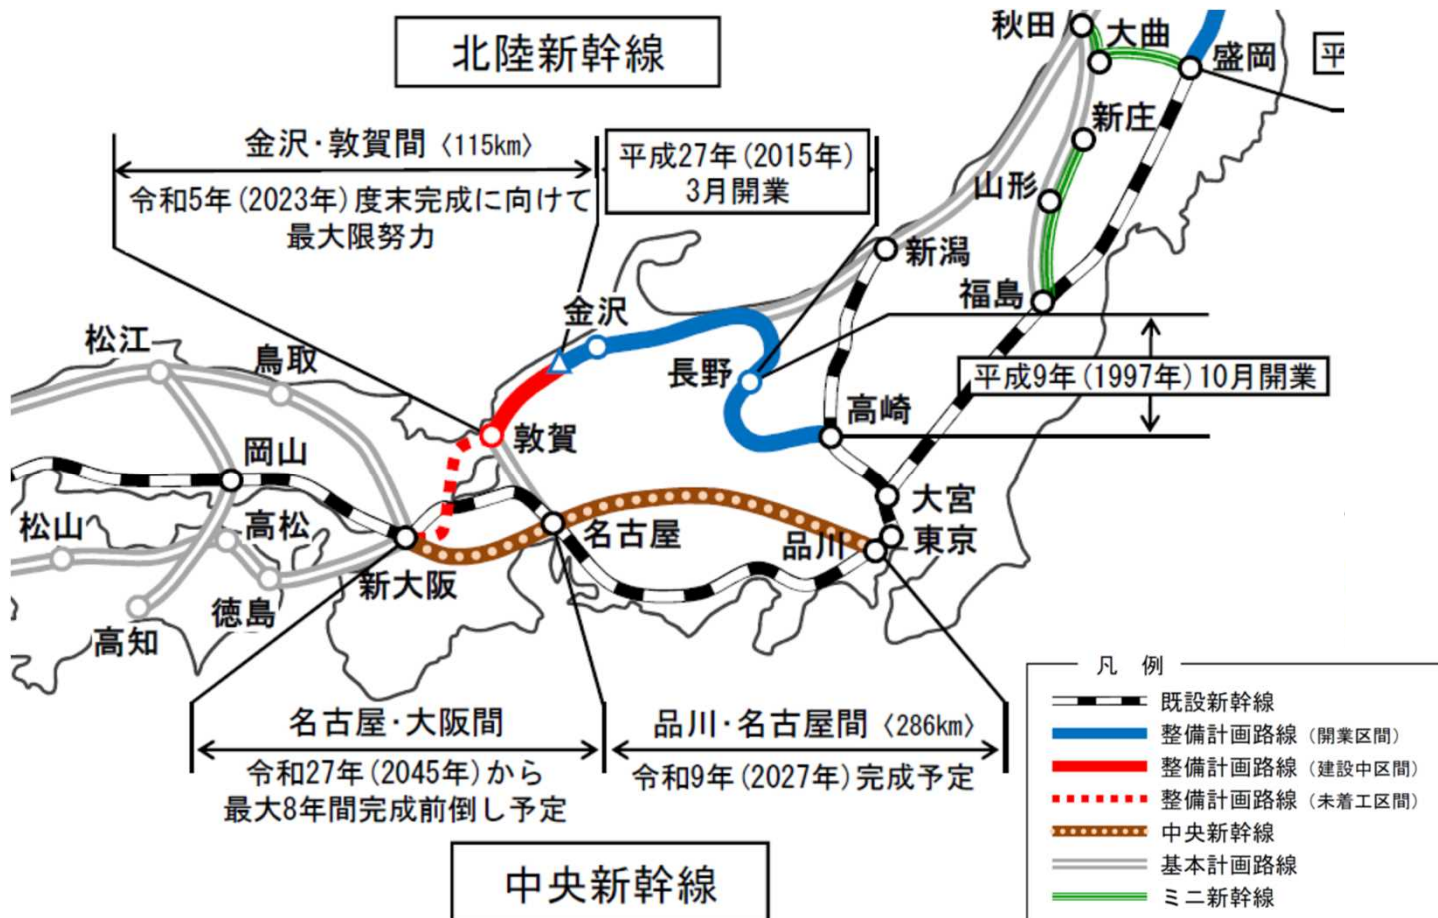 北陸新幹線
秋田
大曲
盛岡
平
新庄
山形
金沢・敦賀間〈115km〉
令和5年(2023年)度末完成に向けて
最大限努力
平成27年(2015年)
3月開業
新潟
福島
金沢
長野
平成9年(1997年)10月開業
高崎
松江
鳥取
敦賀
岡山
大宮
松山
高松
名古屋
品川
東京
新大阪
徳島
高知
名古屋・大阪間
令和27年(2045年)から
最大8年間完成前倒し予定
品川・名古屋間〈286km〉
令和9年(2027年)完成予定
中央新幹線
凡 例
既設新幹線
整備計画路線(開業区間)
整備計画路線(建設中区間)
整備計画路線(未着工区間)
中央新幹線
基本計画路線
ミニ新幹線